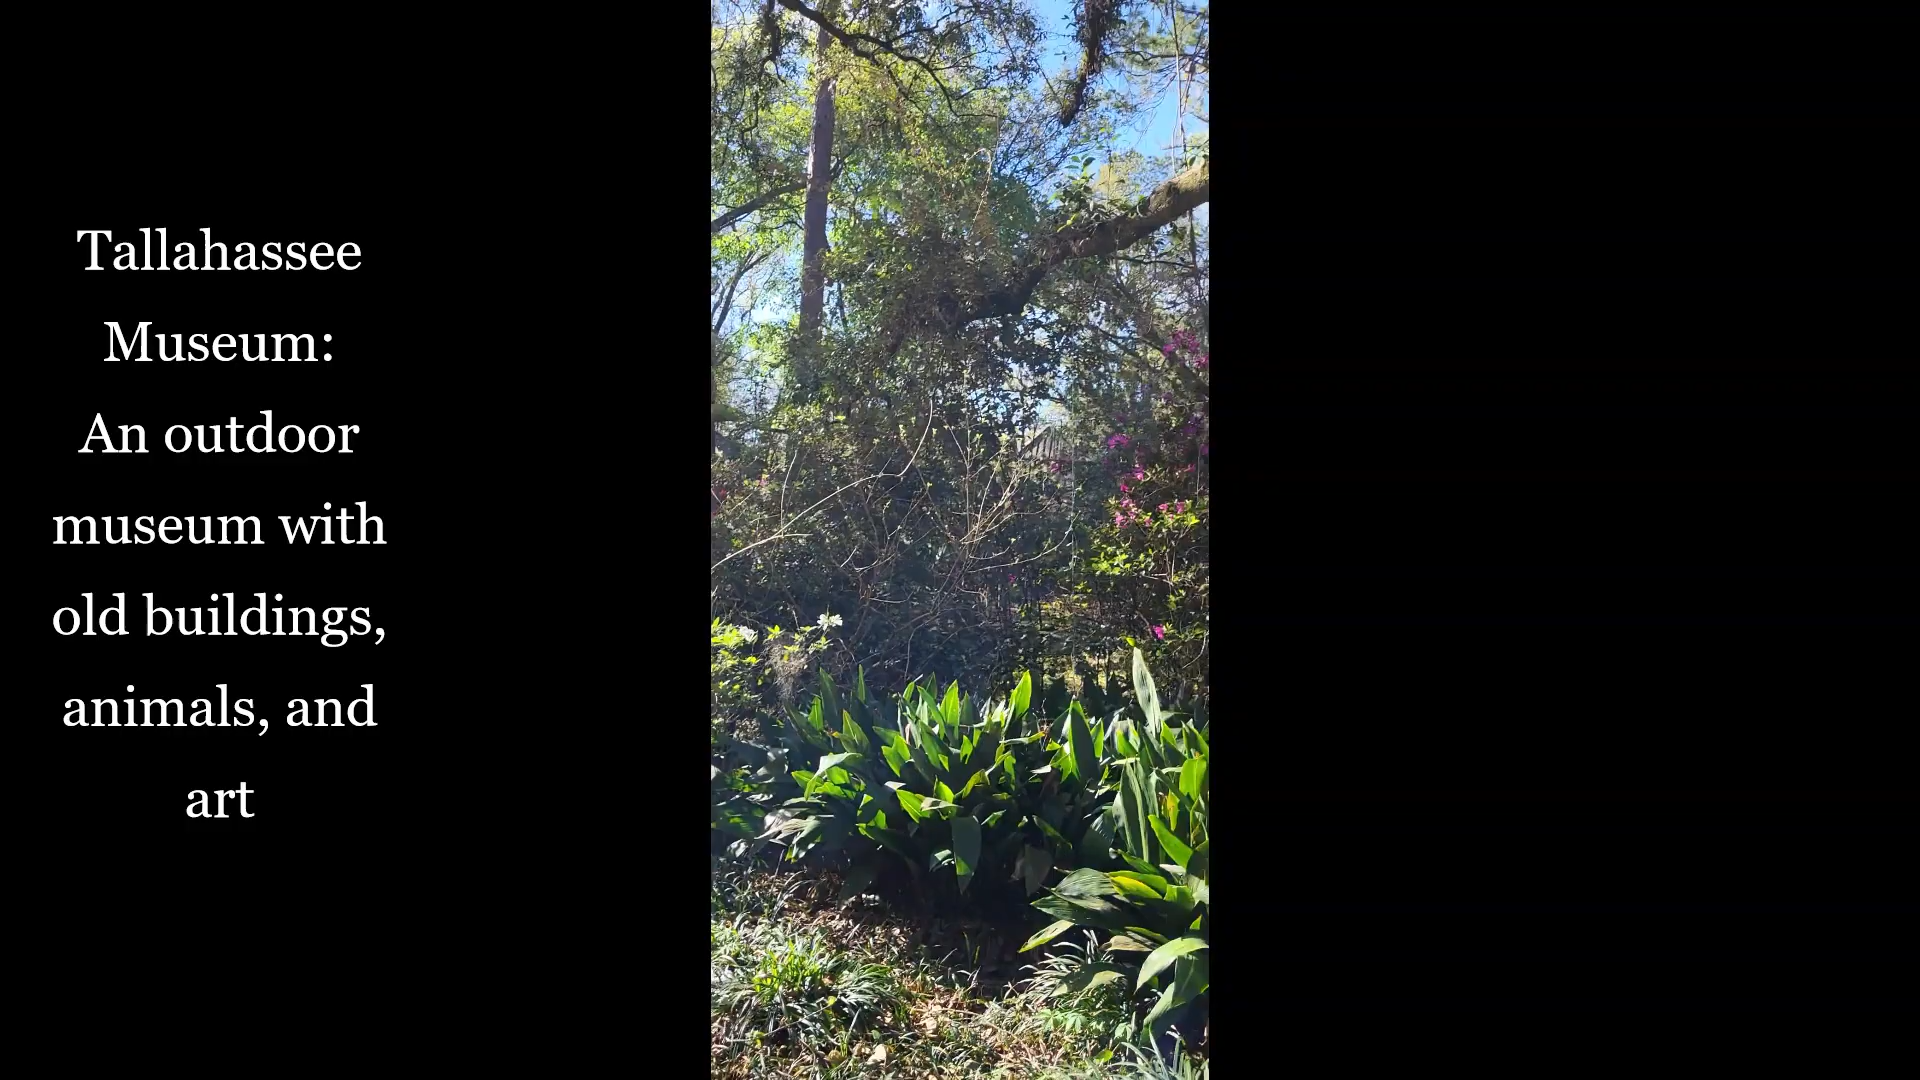 Tallahassee
Museum:
An outdoor
museum with
old buildings,
animals, and
art